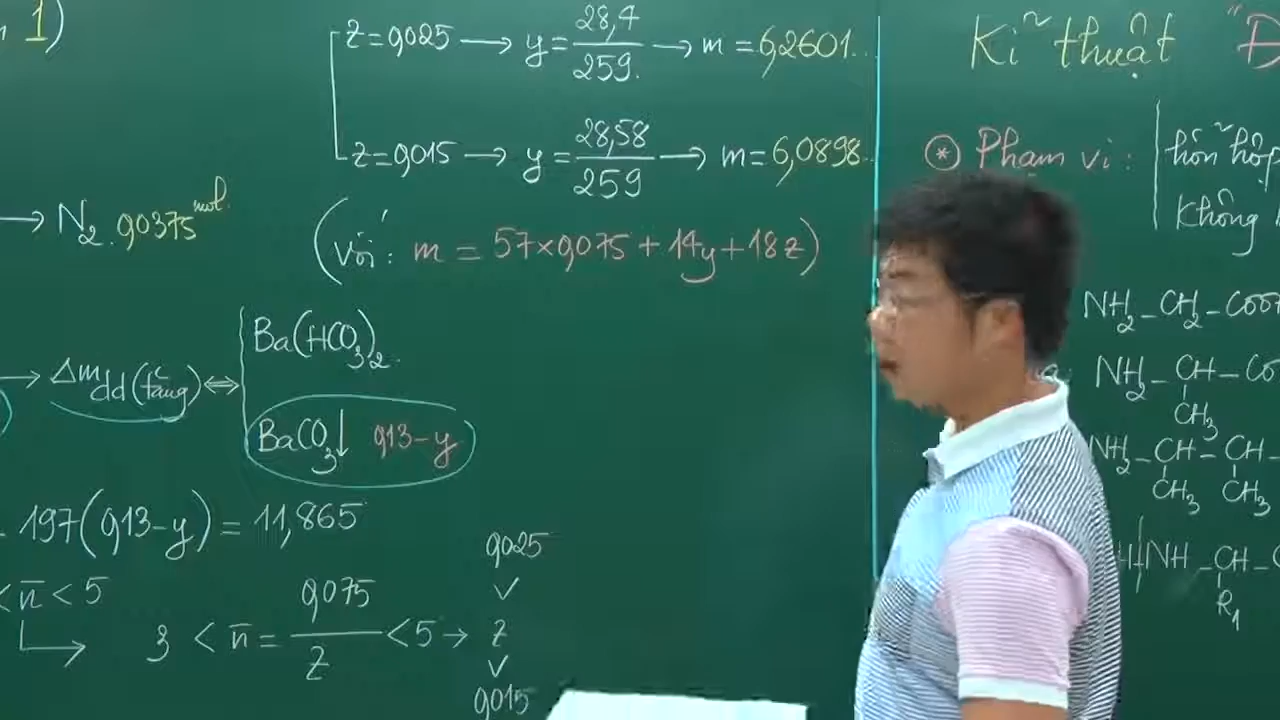 1)
z = 0,025 → y = 28,4/259 → m = 6,2601..
z = 0,015 → y = 28,58/259 → m = 6,0898..
(với: m = 57×0,075 + 14y + 18z)
→ N₂ . 0,0375 mol
→ Δm dd(tăng) ⇔
Ba(HCO₃)₂.
BaCO₃↓ 0,13-y
197(0,13-y) = 11,865
< n̄ < 5
3 < n̄ = 0,075/z < 5 →
0,025
∨
z
∨
0,015
Kĩ thuật "Đ
⊛ Phạm vi :
hỗn hợp
Không
NH₂-CH₂-COO
NH₂-CH-Co
CH₃
NH₂-CH-CH-
CH₃ CH₃
H NH-CH-
R₁